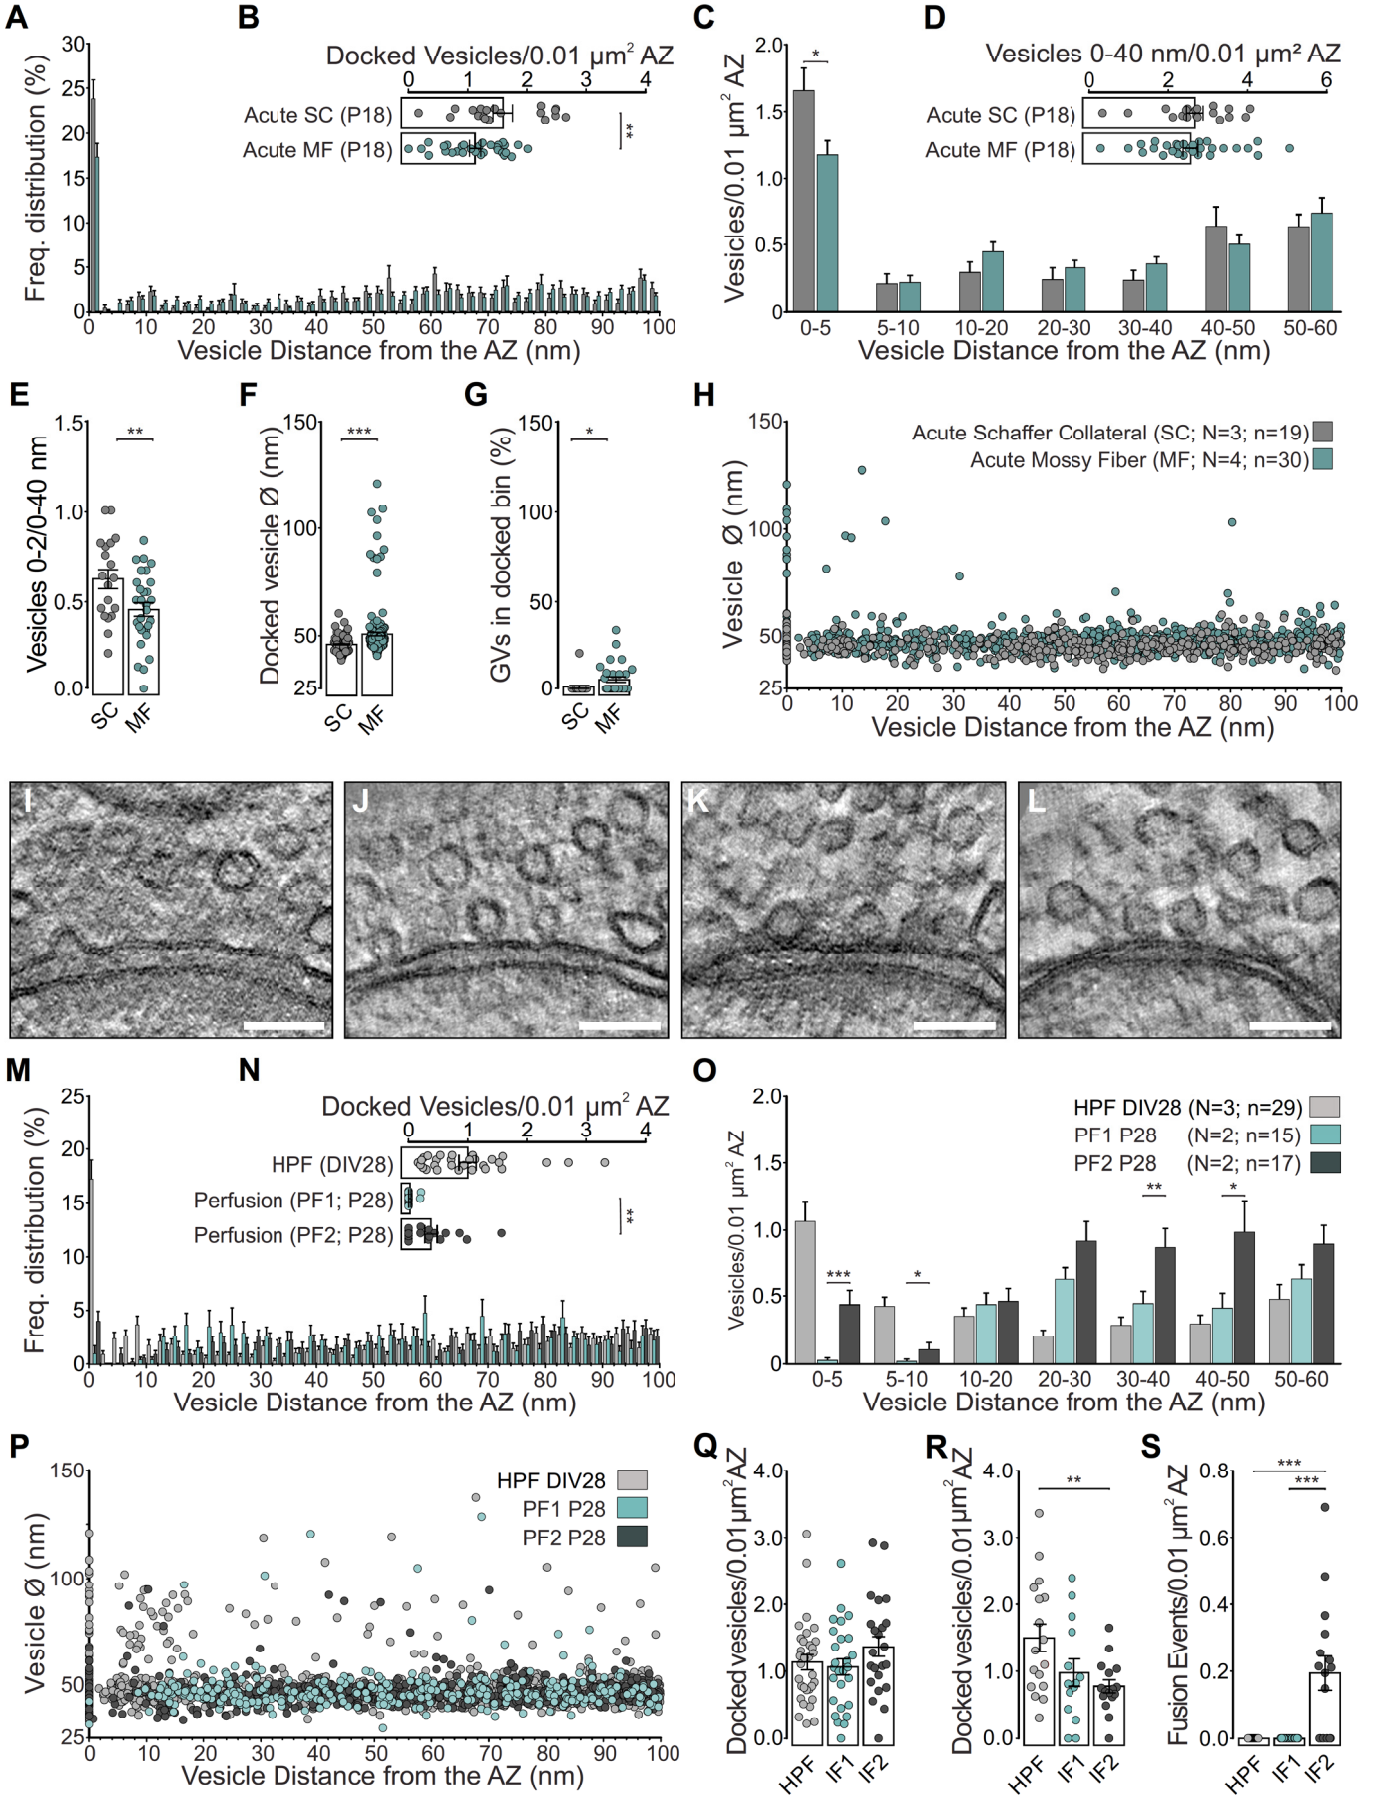 A
B
C
D
Freq. distribution (%)
30
25
20
15
10
5
0
0 10 20 30 40 50 60 70 80 90 100
Vesicle Distance from the AZ (nm)
Docked Vesicles/0.01 µm² AZ
0 1 2 3 4
Acute SC (P18)
Acute MF (P18)
**
Vesicles/0.01 µm² AZ
2.0
1.5
1.0
0.5
0
*
0-5 5-10 10-20 20-30 30-40 40-50 50-60
Vesicle Distance from the AZ (nm)
Vesicles 0-40 nm/0.01 µm² AZ
0 2 4 6
Acute SC (P18)
Acute MF (P18)
E
F
G
H
Vesicles 0-2/0-40 nm
1.5
1.0
0.5
0.0
**
SC MF
Docked vesicle Ø (nm)
150
100
50
25
***
SC MF
GVs in docked bin (%)
150
100
50
0
*
SC MF
Vesicle Ø (nm)
150
100
50
25
Acute Schaffer Collateral (SC; N=3; n=19)
Acute Mossy Fiber (MF; N=4; n=30)
0 10 20 30 40 50 60 70 80 90 100
Vesicle Distance from the AZ (nm)
I
J
K
L
M
N
O
Freq. distribution (%)
25
20
15
10
5
0
0 10 20 30 40 50 60 70 80 90 100
Vesicle Distance from the AZ (nm)
Docked Vesicles/0.01 µm² AZ
0 1 2 3 4
HPF (DIV28)
Perfusion (PF1; P28)
Perfusion (PF2; P28)
**
Vesicles/0.01 µm² AZ
2.0
1.5
1.0
0.5
0
HPF DIV28 (N=3; n=29)
PF1 P28 (N=2; n=15)
PF2 P28 (N=2; n=17)
*** * ** *
0-5 5-10 10-20 20-30 30-40 40-50 50-60
Vesicle Distance from the AZ (nm)
P
Q
R
S
Vesicle Ø (nm)
150
100
50
25
HPF DIV28
PF1 P28
PF2 P28
0 10 20 30 40 50 60 70 80 90 100
Vesicle Distance from the AZ (nm)
Docked vesicles/0.01 µm² AZ
4.0
3.0
2.0
1.0
0.0
HPF IF1 IF2
Docked vesicles/0.01 µm² AZ
4.0
3.0
2.0
1.0
0.0
**
HPF IF1 IF2
Fusion Events/0.01 µm² AZ
0.8
0.6
0.4
0.2
0.0
***
***
HPF IF1 IF2